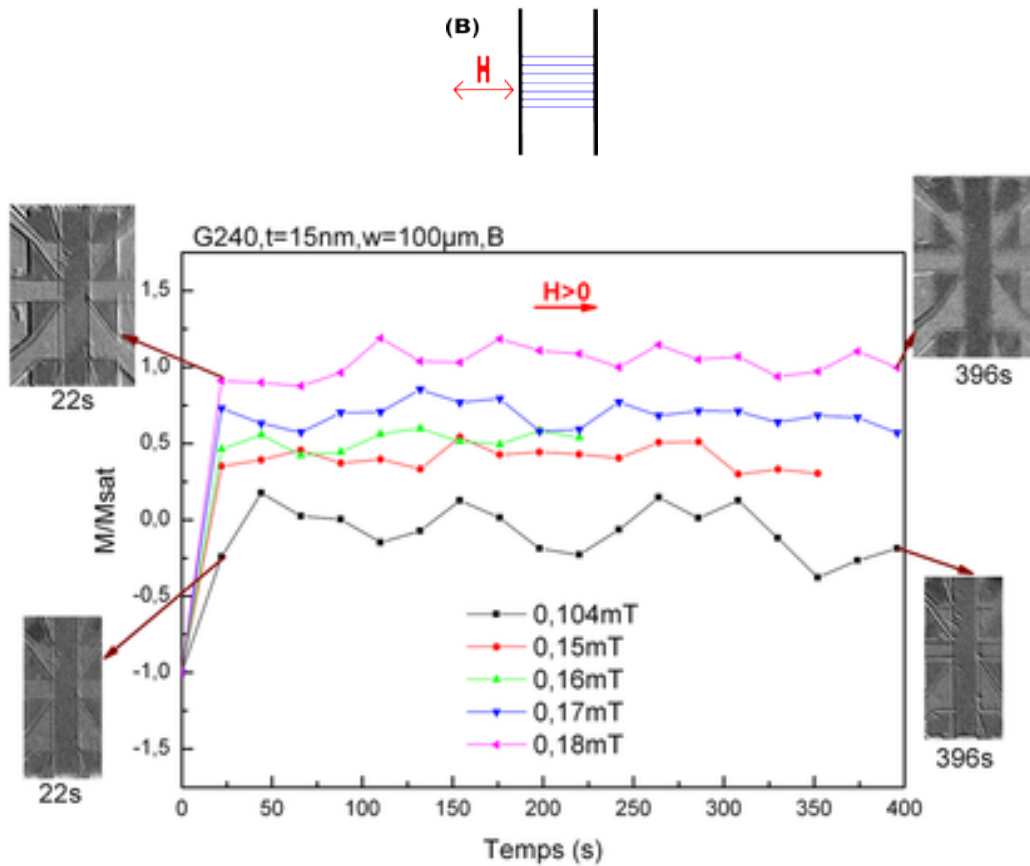 (B)
H
G240,t=15nm,w=100µm,B
H>0
22s
396s
1,5
1,0
0,5
0,0
-0,5
-1,0
-1,5
M/Msat
0,104mT
0,15mT
0,16mT
0,17mT
0,18mT
22s
396s
0 50 100 150 200 250 300 350 400
Temps (s)